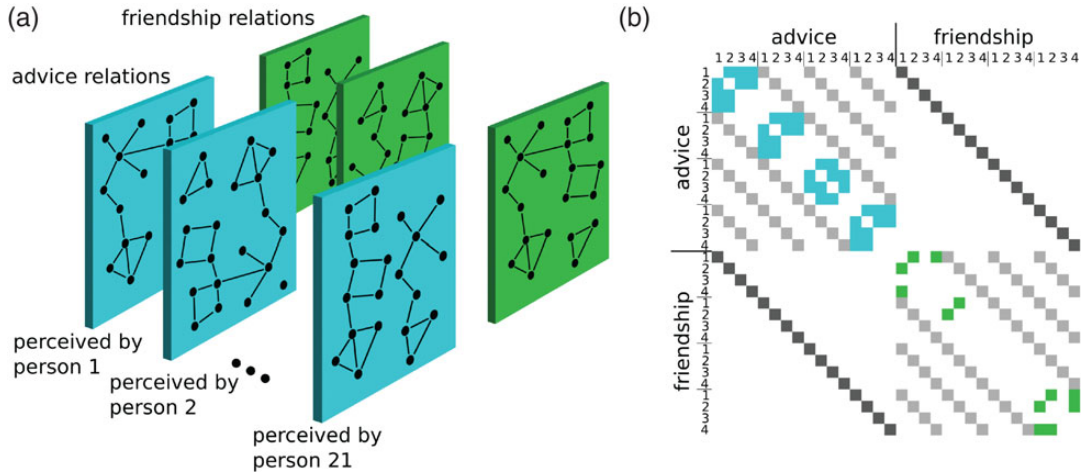 (a)
friendship relations
advice relations
perceived by
person 1
perceived by
person 2
perceived by
person 21
(b)
advice friendship
1 2 3 4 1 2 3 4 1 2 3 4 1 2 3 4 1 2 3 4 1 2 3 4 1 2 3 4 1 2 3 4
advice
1
2
3
4
1
2
3
4
1
2
3
4
1
2
3
4
friendship
1
2
3
4
1
2
3
4
1
2
3
4
1
2
3
4